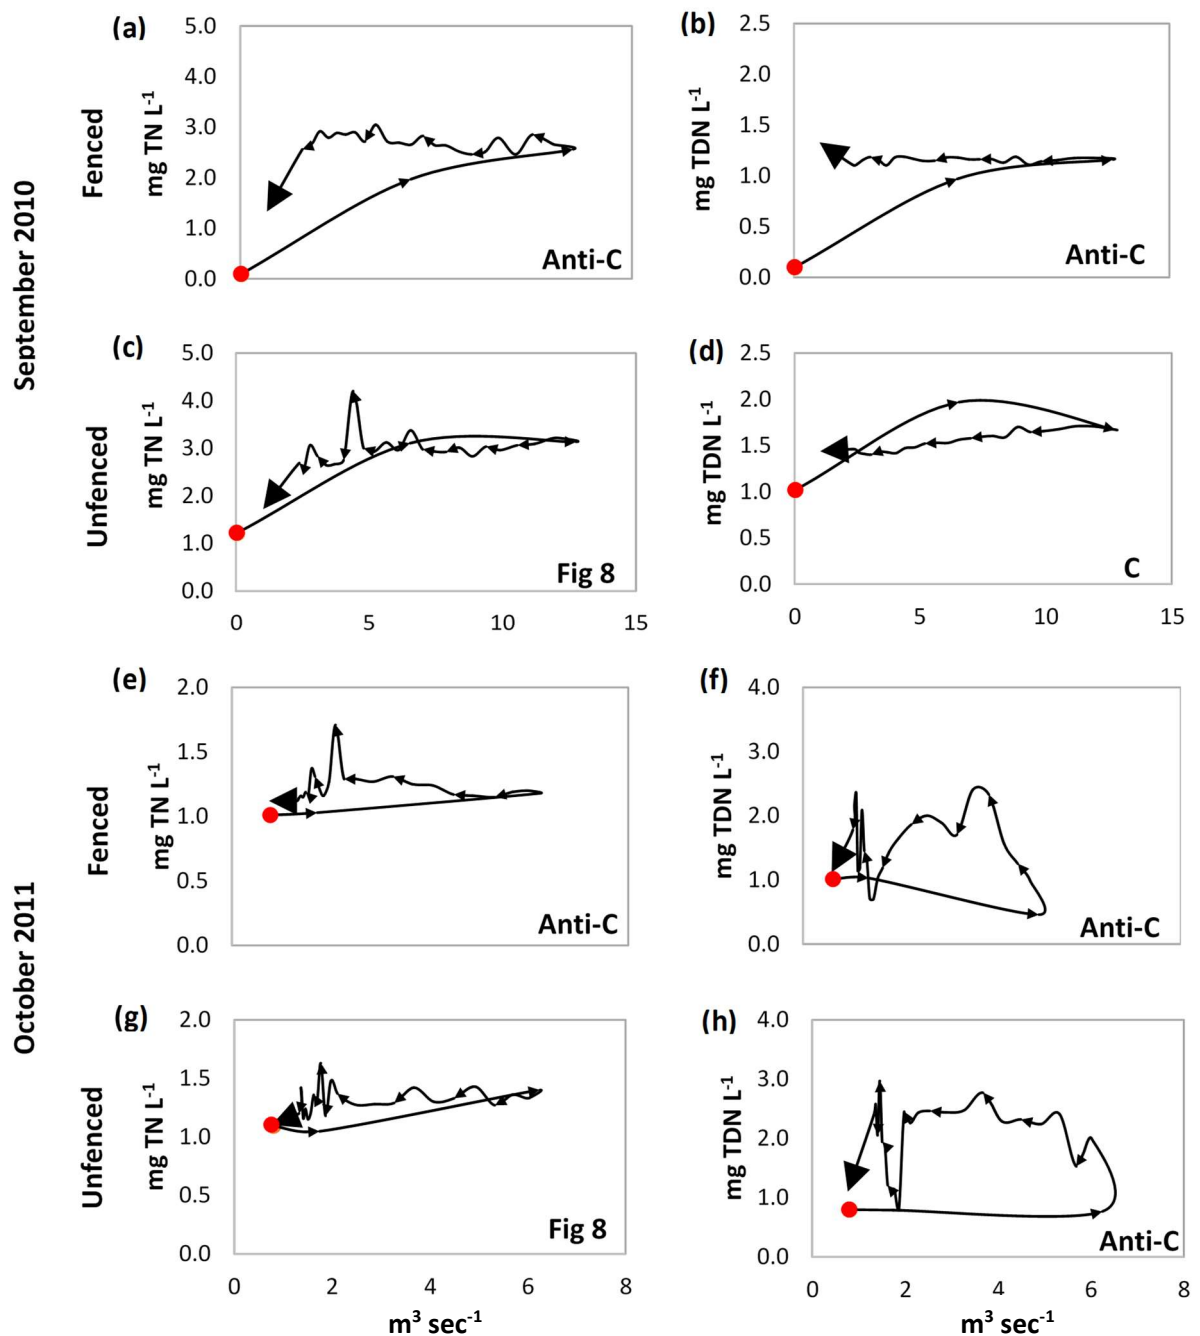 September 2010
Fenced
(a)
mg TN L-1
5.0
4.0
3.0
2.0
1.0
0.0
Anti-C
(b)
mg TDN L-1
2.5
2.0
1.5
1.0
0.5
0.0
Anti-C
Unfenced
(c)
mg TN L-1
5.0
4.0
3.0
2.0
1.0
0.0
Fig 8
0 5 10 15
(d)
mg TDN L-1
2.5
2.0
1.5
1.0
0.5
0.0
C
0 5 10 15
October 2011
Fenced
(e)
mg TN L-1
2.0
1.5
1.0
0.5
0.0
Anti-C
(f)
mg TDN L-1
4.0
3.0
2.0
1.0
0.0
Anti-C
Unfenced
(g)
mg TN L-1
2.0
1.5
1.0
0.5
0.0
Fig 8
0 2 4 6 8
m³ sec-1
(h)
mg TDN L-1
4.0
3.0
2.0
1.0
0.0
Anti-C
0 2 4 6 8
m³ sec-1